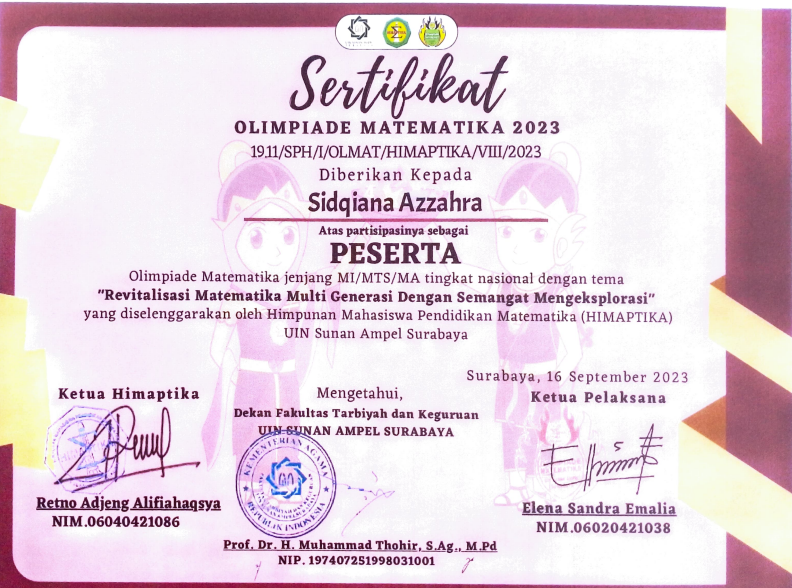 Sertifikat
OLIMPIADE MATEMATIKA 2023
19.11/SPH/I/OLMAT/HIMAPTIKA/VIII/2023
Diberikan Kepada
Sidqiana Azzahra
Atas partisipasinya sebagai
PESERTA
Olimpiade Matematika jenjang MI/MTS/MA tingkat nasional dengan tema
"Revitalisasi Matematika Multi Generasi Dengan Semangat Mengeksplorasi"
yang diselenggarakan oleh Himpunan Mahasiswa Pendidikan Matematika (HIMAPTIKA)
UIN Sunan Ampel Surabaya
Surabaya, 16 September 2023
Ketua Himaptika
Retno Adjeng Alifiahaqsya
NIM.06040421086
Mengetahui,
Dekan Fakultas Tarbiyah dan Keguruan
UIN SUNAN AMPEL SURABAYA
KEMENTERIAN AGAMA
REPUBLIK INDONESIA
Prof. Dr. H. Muhammad Thohir, S.Ag., M.Pd
NIP. 197407251998031001
Ketua Pelaksana
Elena Sandra Emalia
NIM.06020421038